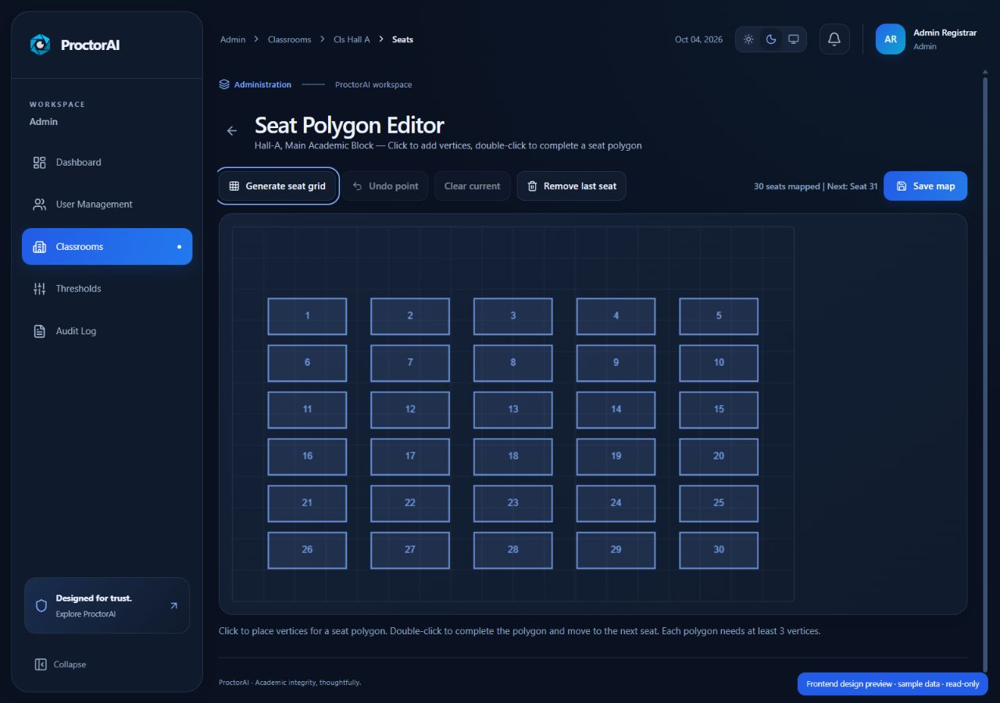 ProctorAI
Admin
Classrooms
Cls Hall A
Seats
Oct 04, 2026
AR
Admin Registrar
Admin
WORKSPACE
Admin
Dashboard
User Management
Classrooms
Thresholds
Audit Log
Designed for trust.
Explore ProctorAI
Collapse
Administration
ProctorAI workspace
Seat Polygon Editor
Hall-A, Main Academic Block — Click to add vertices, double-click to complete a seat polygon
Generate seat grid
Undo point
Clear current
Remove last seat
30 seats mapped | Next: Seat 31
Save map
1 2 3 4 5
6 7 8 9 10
11 12 13 14 15
16 17 18 19 20
21 22 23 24 25
26 27 28 29 30
Click to place vertices for a seat polygon. Double-click to complete the polygon and move to the next seat. Each polygon needs at least 3 vertices.
ProctorAI · Academic integrity, thoughtfully.
Frontend design preview · sample data · read-only